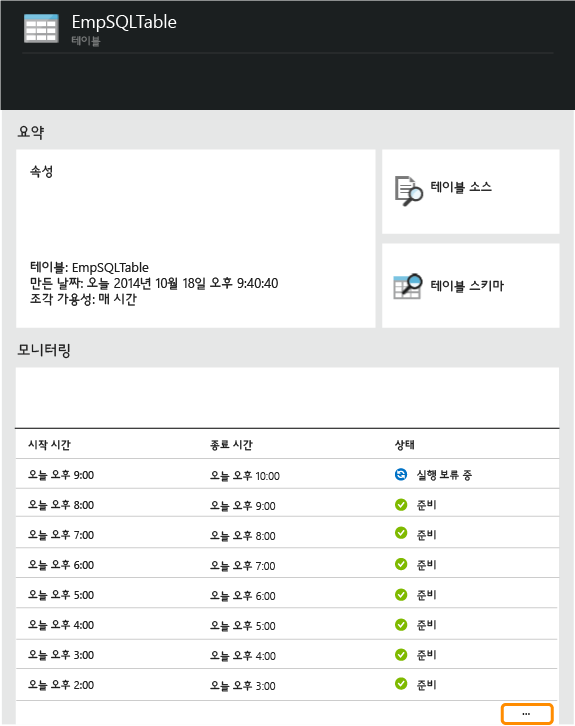 EmpSQLTable
테이블
요약
속성
테이블: EmpSQLTable
만든 날짜: 오늘 2014년 10월 18일 오후 9:40:40
조각 가용성: 매 시간
테이블 소스
테이블 스키마
모니터링
시작 시간 종료 시간 상태
오늘 오후 9:00 오늘 오후 10:00 실행 보류 중
오늘 오후 8:00 오늘 오후 9:00 준비
오늘 오후 7:00 오늘 오후 8:00 준비
오늘 오후 6:00 오늘 오후 7:00 준비
오늘 오후 5:00 오늘 오후 6:00 준비
오늘 오후 4:00 오늘 오후 5:00 준비
오늘 오후 3:00 오늘 오후 4:00 준비
오늘 오후 2:00 오늘 오후 3:00 준비
...